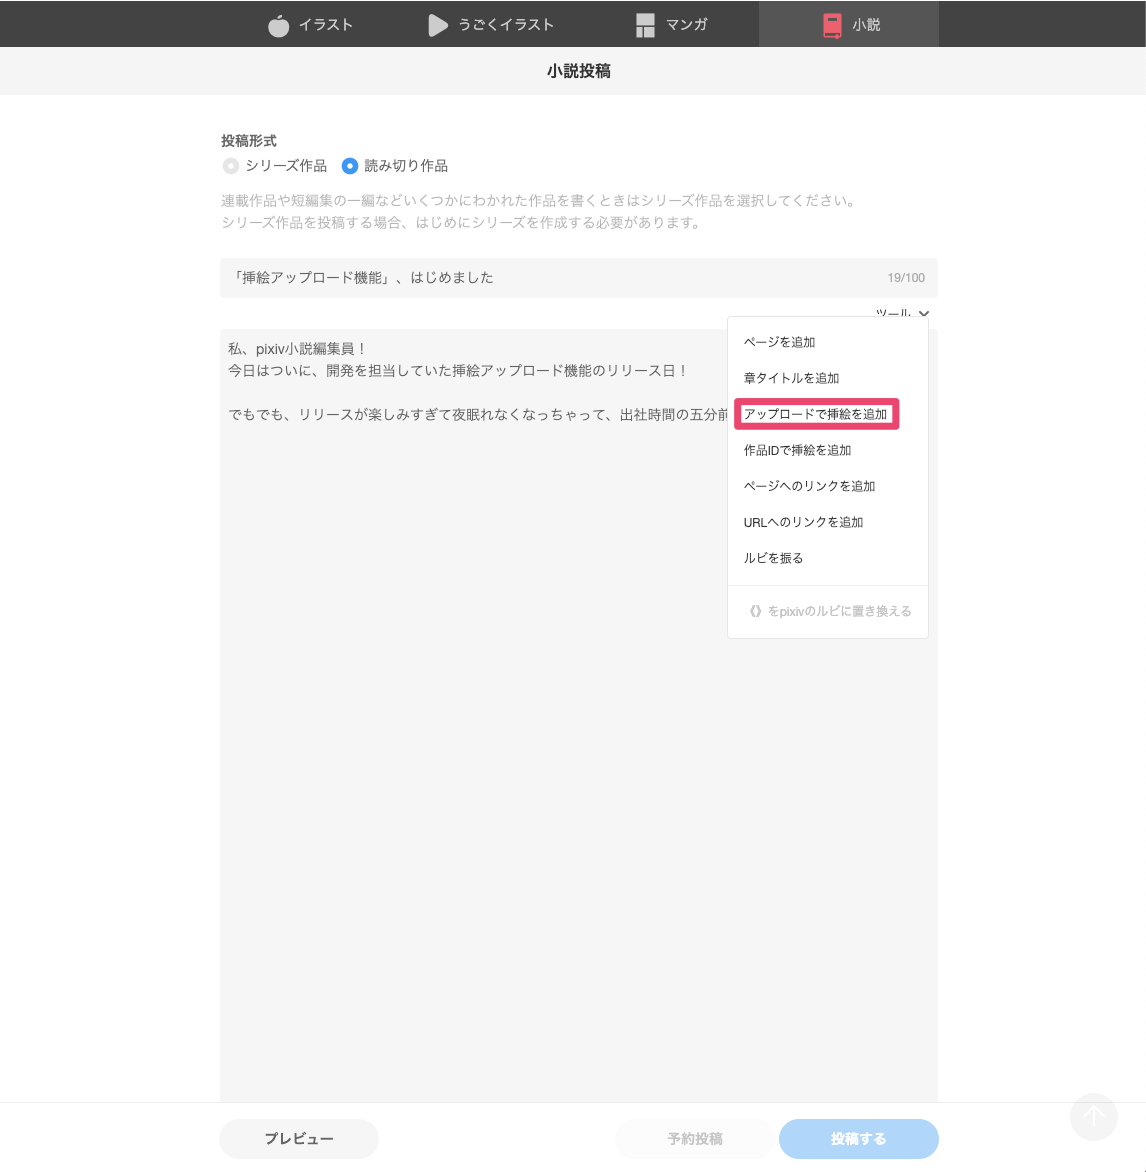 イラスト
うごくイラスト
マンガ
小説
小説投稿
投稿形式
シリーズ作品 読み切り作品
連載作品や短編集の一編などいくつかにわかれた作品を書くときはシリーズ作品を選択してください。
シリーズ作品を投稿する場合、はじめにシリーズを作成する必要があります。
「挿絵アップロード機能」、はじめました 19/100
ツール
私、pixiv小説編集員！
今日はついに、開発を担当していた挿絵アップロード機能のリリース日！
でもでも、リリースが楽しみすぎて夜眠れなくなっちゃって、出社時間の五分前
ページを追加
章タイトルを追加
アップロードで挿絵を追加
作品IDで挿絵を追加
ページへのリンクを追加
URLへのリンクを追加
ルビを振る
《》をpixivのルビに置き換える
プレビュー
予約投稿
投稿する